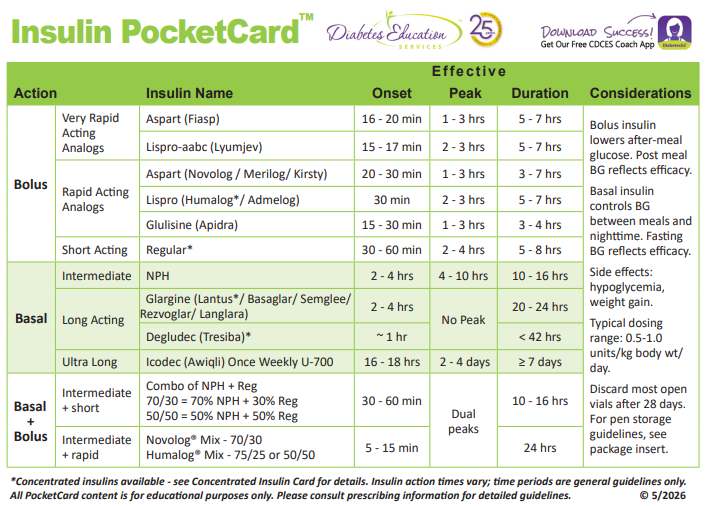 Insulin PocketCard™
Diabetes Education
SERVICES
25
DOWNLOAD SUCCESS!
Get Our Free CDCES Coach App
Effective
Action Insulin Name Onset Peak Duration Considerations
Bolus
Very Rapid
Acting
Analogs
Aspart (Fiasp) 16 - 20 min 1 - 3 hrs 5 - 7 hrs
Lispro-aabc (Lyumjev) 15 - 17 min 2 - 3 hrs 5 - 7 hrs
Rapid Acting
Analogs
Aspart (Novolog / Merilog/ Kirsty) 20 - 30 min 1 - 3 hrs 3 - 7 hrs
Lispro (Humalog*/ Admelog) 30 min 2 - 3 hrs 5 - 7 hrs
Glulisine (Apidra) 15 - 30 min 1 - 3 hrs 3 - 4 hrs
Short Acting Regular* 30 - 60 min 2 - 4 hrs 5 - 8 hrs
Basal
Intermediate NPH 2 - 4 hrs 4 - 10 hrs 10 - 16 hrs
Long Acting
Glargine (Lantus*/ Basaglar/ Semglee/
Rezvoglar/ Langlara)
2 - 4 hrs No Peak 20 - 24 hrs
Degludec (Tresiba)* ~ 1 hr < 42 hrs
Ultra Long Icodec (Awiqli) Once Weekly U-700 16 - 18 hrs 2 - 4 days ≥ 7 days
Basal
+
Bolus
Intermediate
+ short
Combo of NPH + Reg
70/30 = 70% NPH + 30% Reg
50/50 = 50% NPH + 50% Reg
30 - 60 min Dual
peaks
10 - 16 hrs
Intermediate
+ rapid
Novolog® Mix - 70/30
Humalog® Mix - 75/25 or 50/50
5 - 15 min 24 hrs
Bolus insulin
lowers after-meal
glucose. Post meal
BG reflects efficacy.
Basal insulin
controls BG
between meals and
nighttime. Fasting
BG reflects efficacy.
Side effects:
hypoglycemia,
weight gain.
Typical dosing
range: 0.5-1.0
units/kg body wt/
day.
Discard most open
vials after 28 days.
For pen storage
guidelines, see
package insert.
*Concentrated insulins available - see Concentrated Insulin Card for details. Insulin action times vary; time periods are general guidelines only.
All PocketCard content is for educational purposes only. Please consult prescribing information for detailed guidelines. © 5/2026